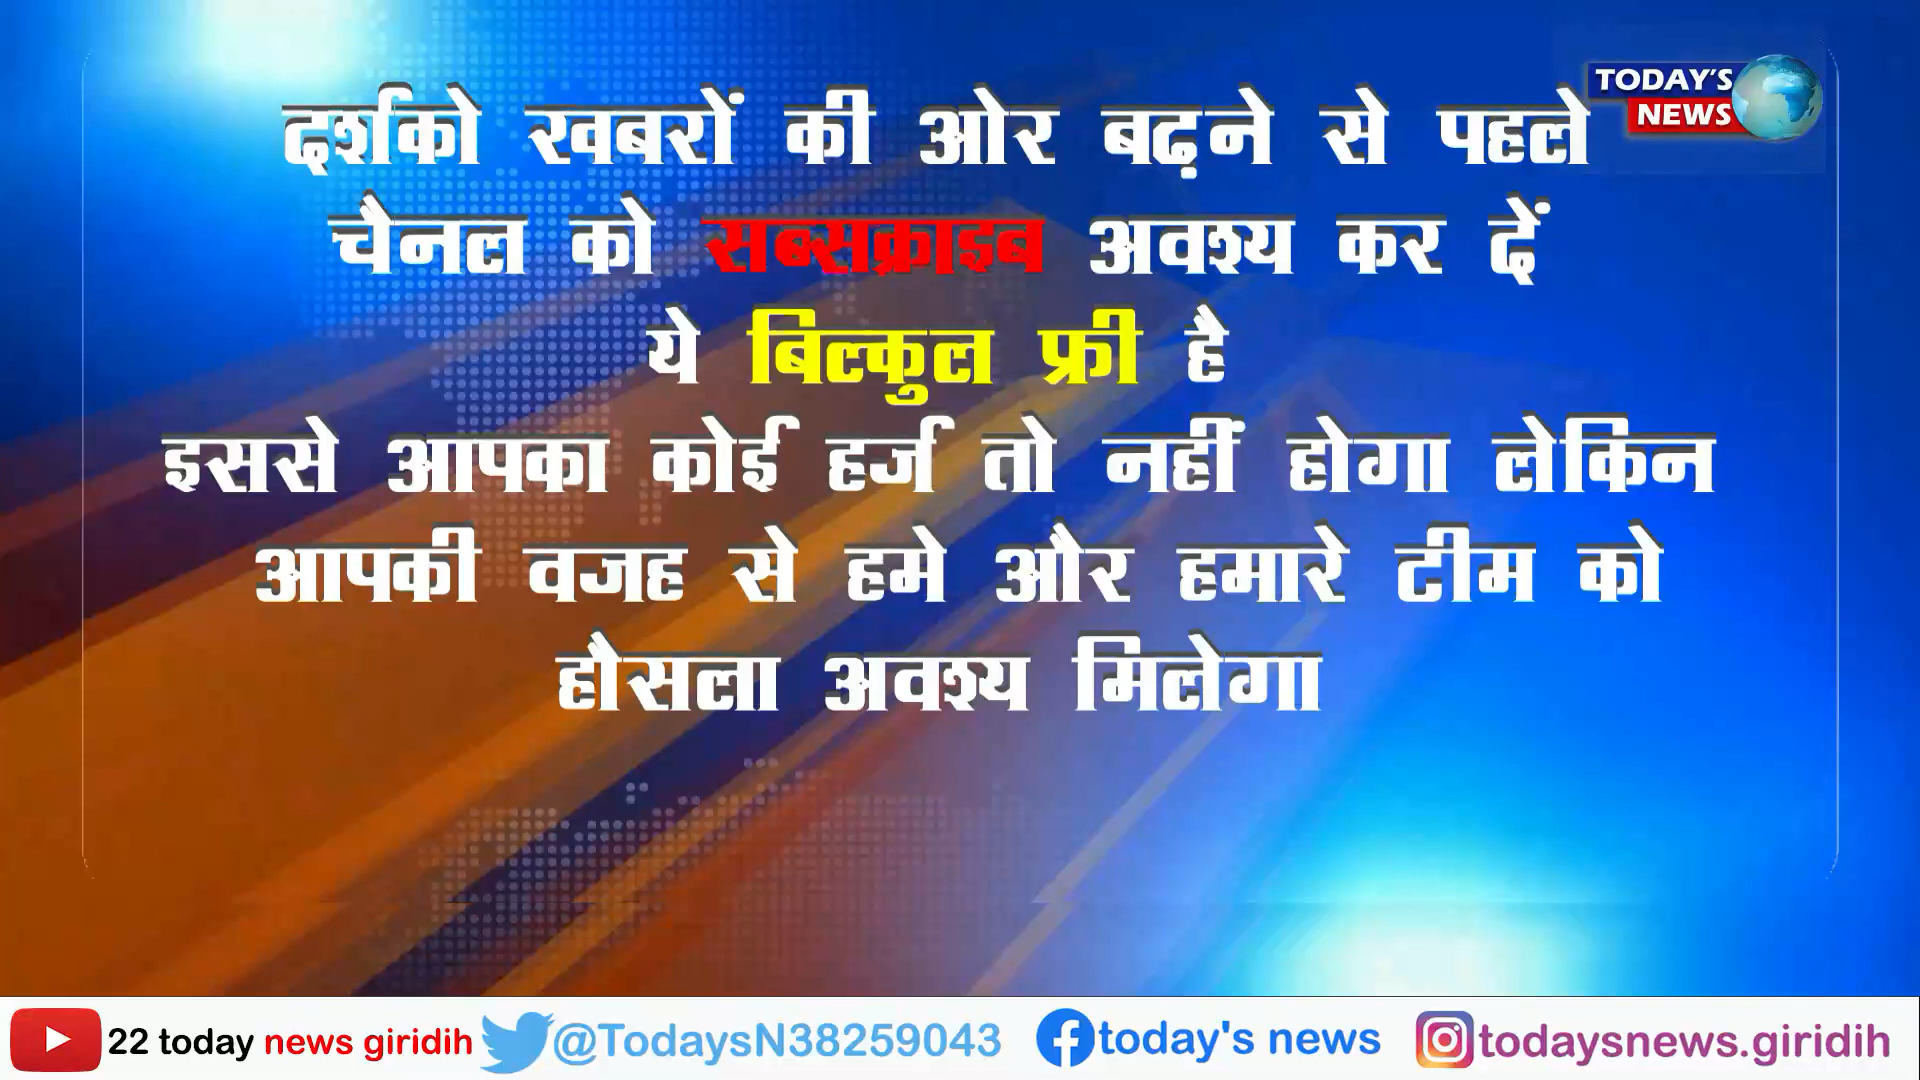 TODAY'S
NEWS
दर्शको खबरों की ओर बढ़ने से पहले
चैनल को सब्सक्राइब अवश्य कर दें
ये बिल्कुल फ्री है
इससे आपका कोई हर्ज तो नहीं होगा लेकिन
आपकी वजह से हमे और हमारे टीम को
हौसला अवश्य मिलेगा
22 today news giridih @TodaysN38259043 today's news todaysnews.giridih